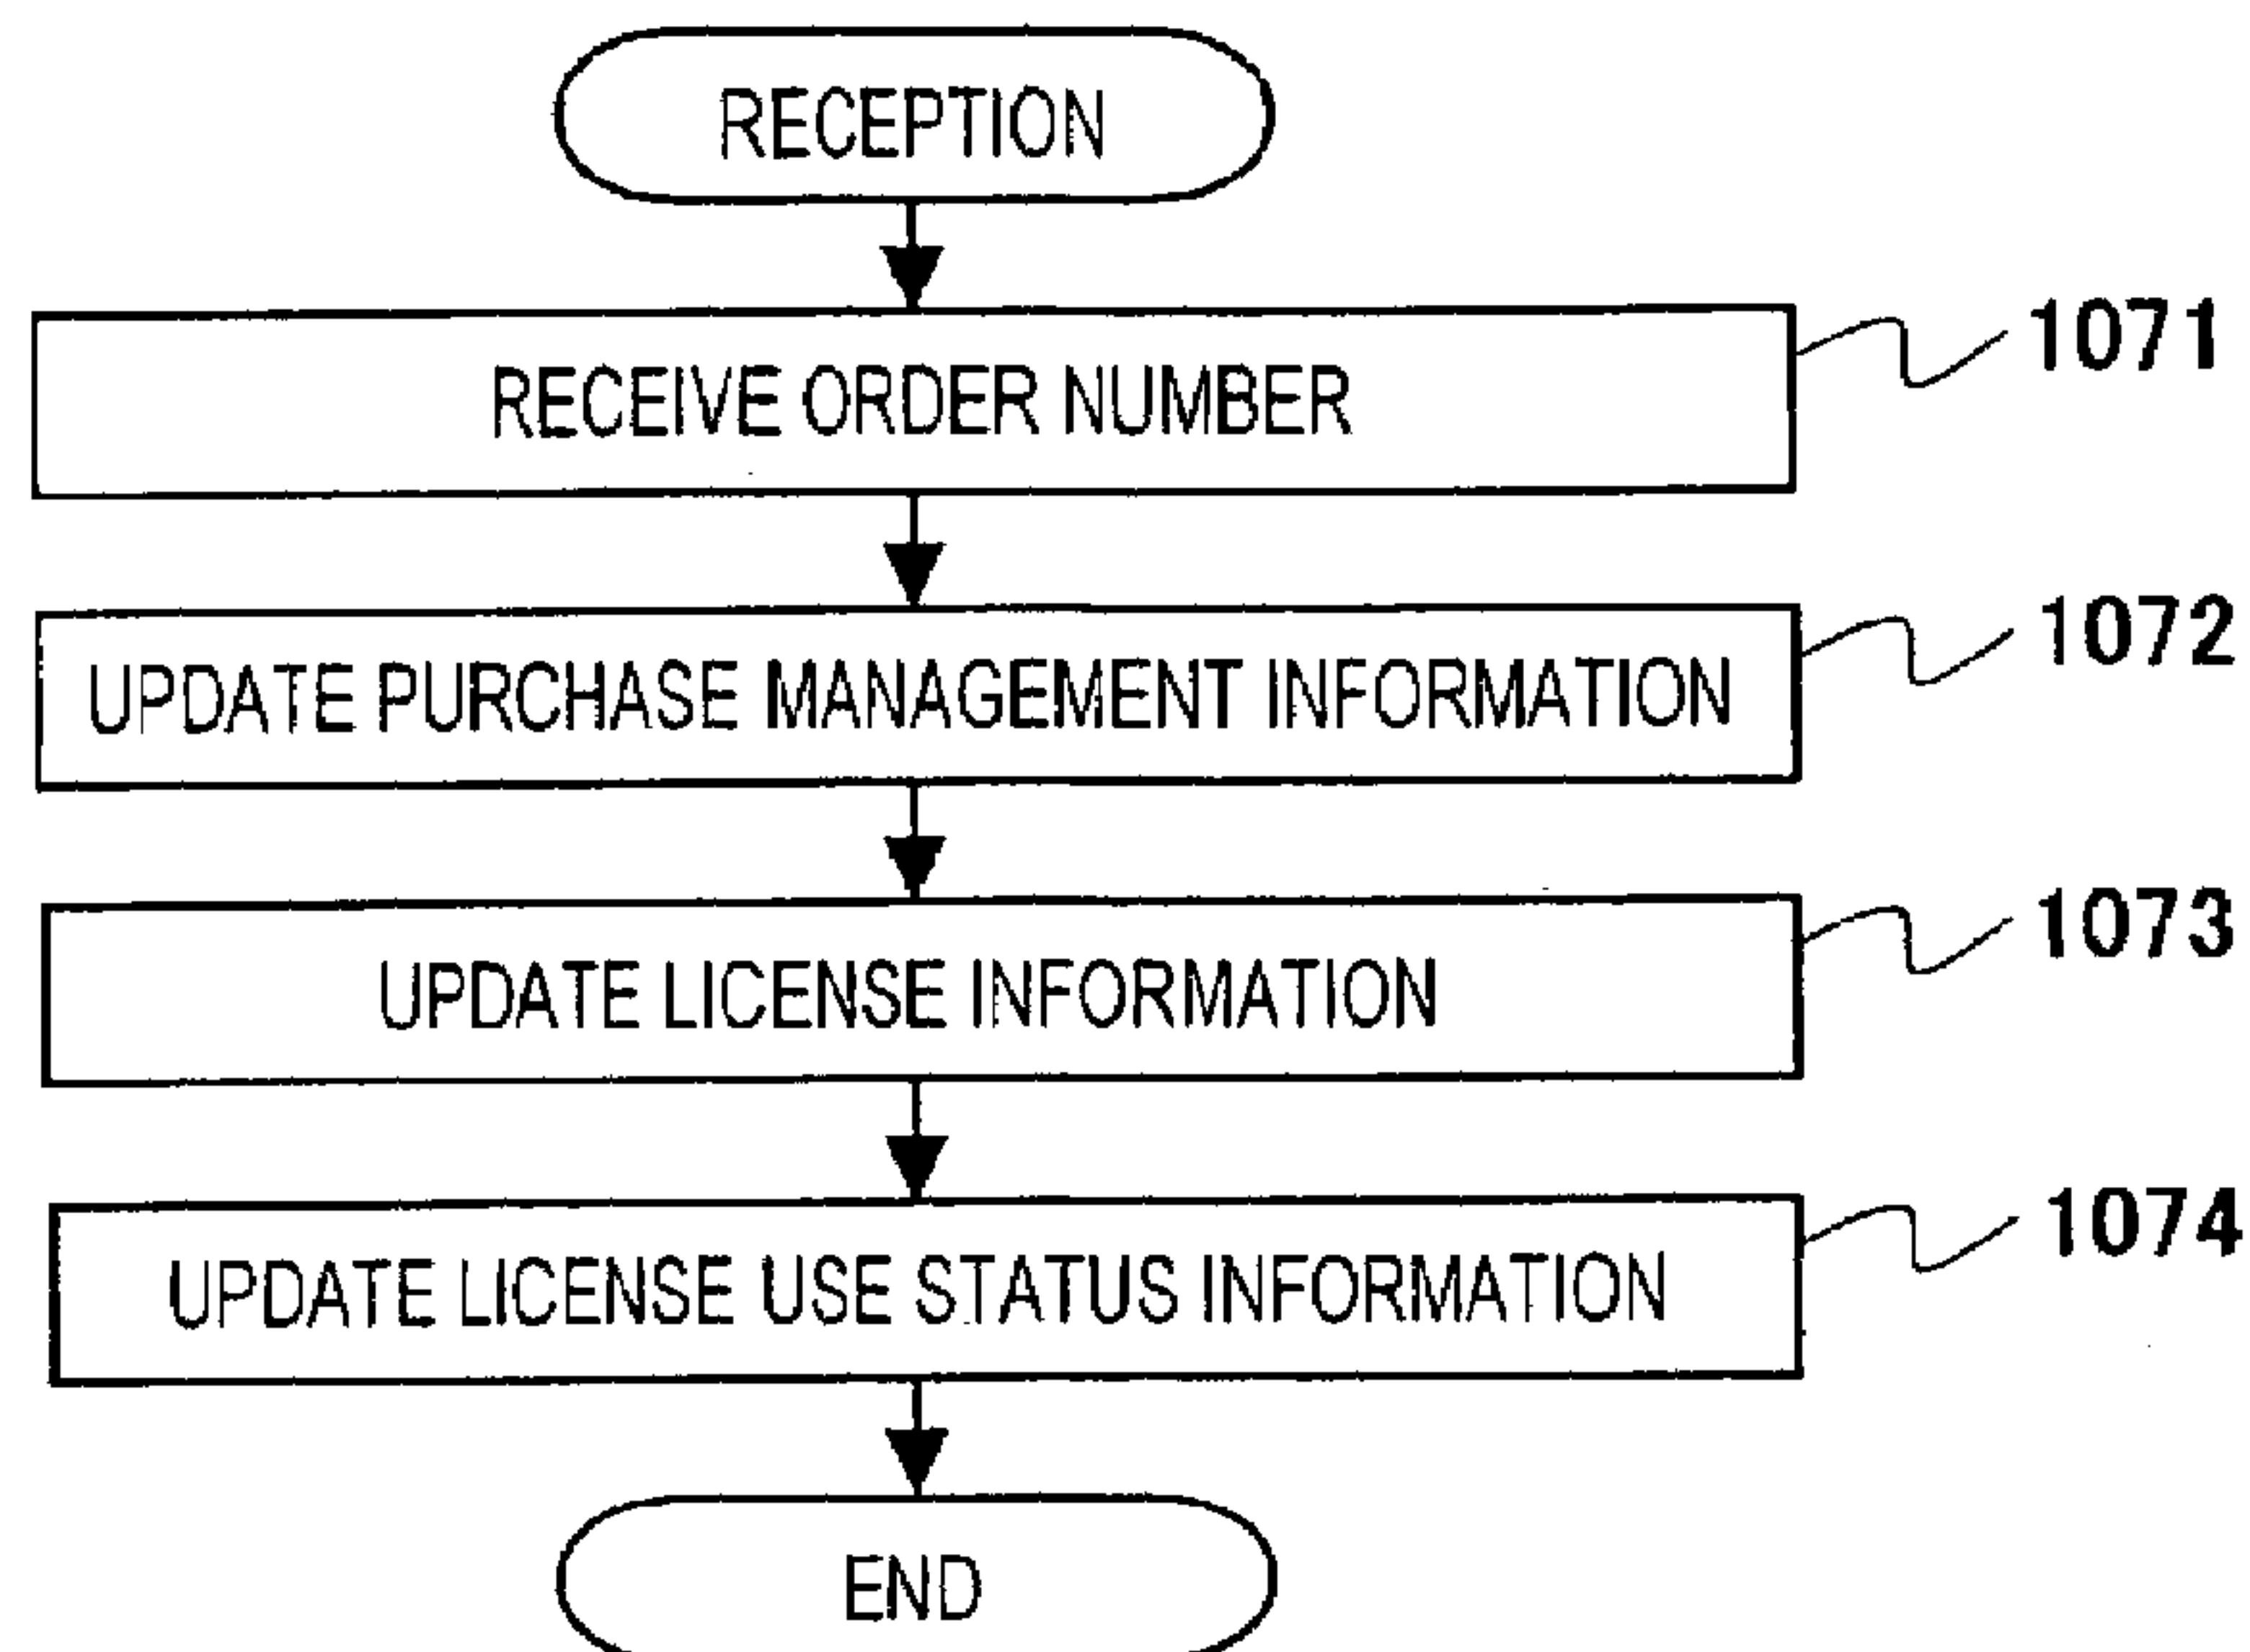 RECEPTION
RECEIVE ORDER NUMBER
1071
UPDATE PURCHASE MANAGEMENT INFORMATION
1072
UPDATE LICENSE INFORMATION
1073
UPDATE LICENSE USE STATUS INFORMATION
1074
END